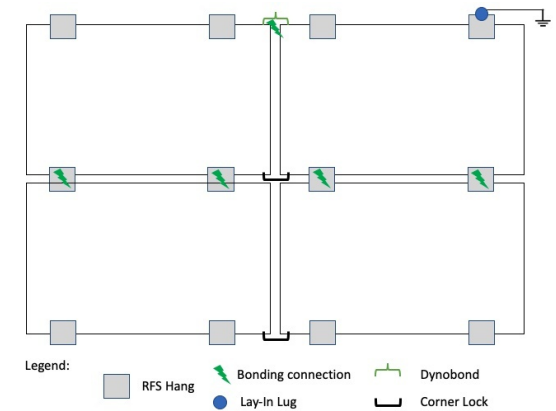 Legend:
RFS Hang
Bonding connection
Dynobond
Lay-In Lug
Corner Lock